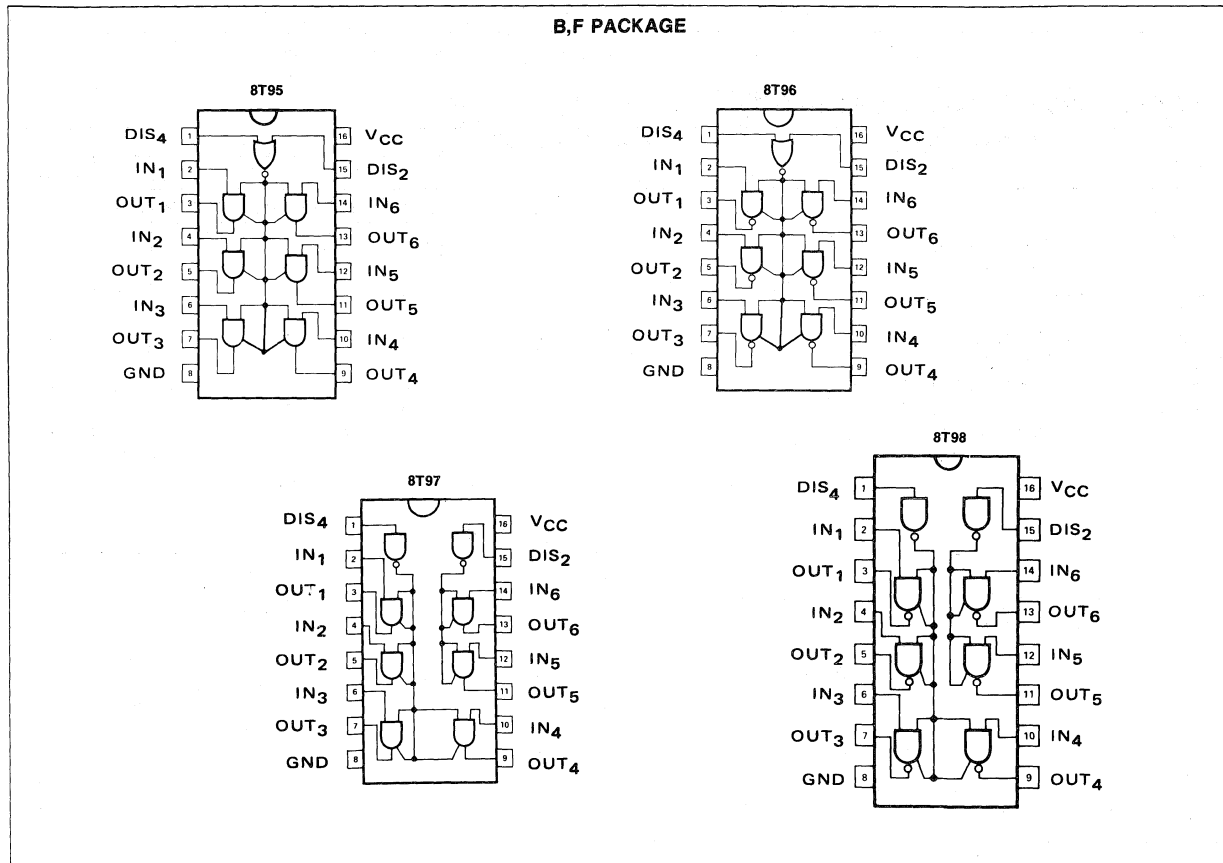 B,F PACKAGE
8T95
DIS4 1 16 VCC
IN1 2 15 DIS2
OUT1 3 14 IN6
IN2 4 13 OUT6
OUT2 5 12 IN5
IN3 6 11 OUT5
OUT3 7 10 IN4
GND 8 9 OUT4
8T96
DIS4 1 16 VCC
IN1 2 15 DIS2
OUT1 3 14 IN6
IN2 4 13 OUT6
OUT2 5 12 IN5
IN3 6 11 OUT5
OUT3 7 10 IN4
GND 8 9 OUT4
8T97
DIS4 1 16 VCC
IN1 2 15 DIS2
OUT1 3 14 IN6
IN2 4 13 OUT6
OUT2 5 12 IN5
IN3 6 11 OUT5
OUT3 7 10 IN4
GND 8 9 OUT4
8T98
DIS4 1 16 VCC
IN1 2 15 DIS2
OUT1 3 14 IN6
IN2 4 13 OUT6
OUT2 5 12 IN5
IN3 6 11 OUT5
OUT3 7 10 IN4
GND 8 9 OUT4